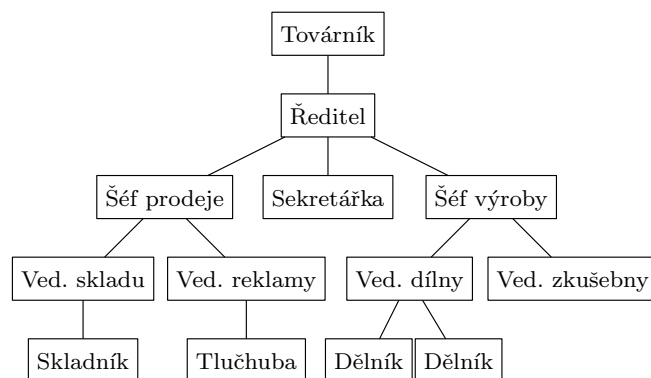 Továrník
Ředitel
Šéf prodeje
Sekretářka
Šéf výroby
Ved. skladu
Ved. reklamy
Ved. dílny
Ved. zkušebny
Skladník
Tlučhuba
Dělník
Dělník